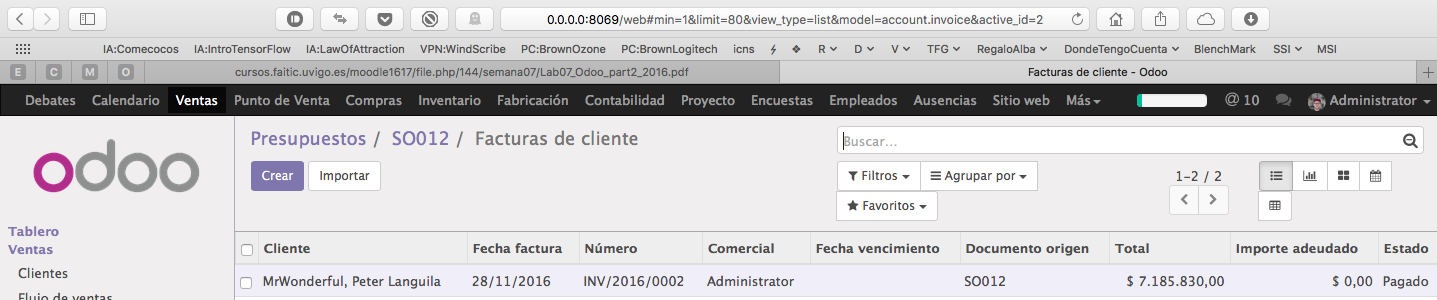 0.0.0.0:8069/web#min=1&limit=80&view_type=list&model=account.invoice&active_id=2
IA:Comecocos IA:IntroTensorFlow IA:LawOfAttraction VPN:WindScribe PC:BrownOzone PC:BrownLogitech icns R D V TFG RegaloAlba DondeTengoCuenta BlenchMark SSI MSI
E C M O cursos.faitic.uvigo.es/moodle1617/file.php/144/semana07/Lab07_Odoo_part2_2016.pdf Facturas de cliente - Odoo
Debates Calendario Ventas Punto de Venta Compras Inventario Fabricación Contabilidad Proyecto Encuestas Empleados Ausencias Sitio web Más @ 10 Administrator
odoo
Presupuestos / SO012 / Facturas de cliente
Buscar...
Crear Importar
Filtros Agrupar por 1-2 / 2
Favoritos
Tablero
Ventas
Clientes
Flujo de ventas
Cliente Fecha factura Número Comercial Fecha vencimiento Documento origen Total Importe adeudado Estado
MrWonderful, Peter Languila 28/11/2016 INV/2016/0002 Administrator SO012 $ 7.185.830,00 $ 0,00 Pagado